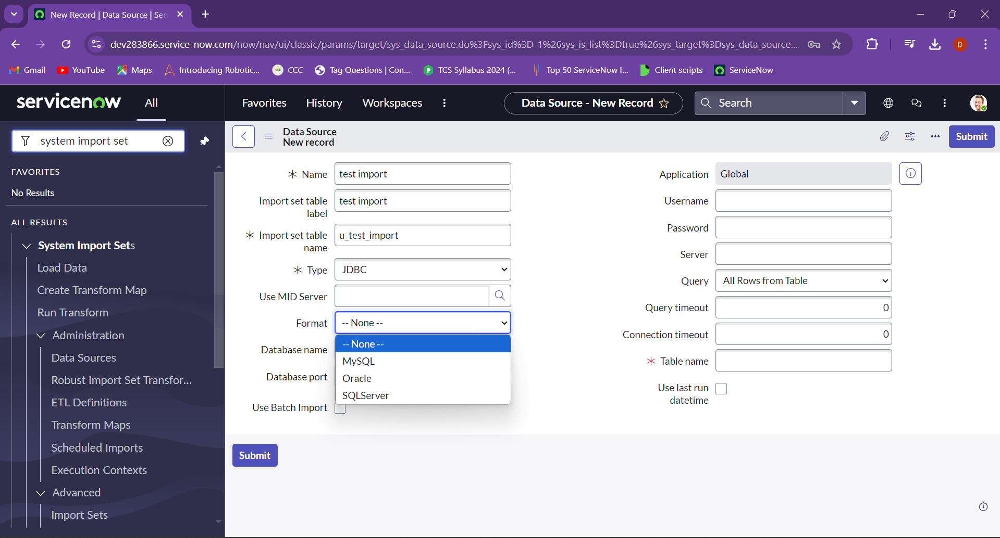 New Record | Data Source | Ser
dev283866.service-now.com/now/nav/ui/classic/params/target/sys_data_source.do%3Fsys_id%3D-1%26sys_is_list%3Dtrue%26sys_target%3Dsys_data_source...
D
Gmail
YouTube
Maps
Introducing Robotic...
CCC
Tag Questions | Con...
TCS Syllabus 2024 (...
Top 50 ServiceNow I...
Client scripts
ServiceNow
servicenow
All
Favorites
History
Workspaces
Data Source - New Record
Search
system import set
FAVORITES
No Results
ALL RESULTS
System Import Sets
Load Data
Create Transform Map
Run Transform
Administration
Data Sources
Robust Import Set Transfor...
ETL Definitions
Transform Maps
Scheduled Imports
Execution Contexts
Advanced
Import Sets
Data Source
New record
Submit
Name
test import
Import set table
label
test import
Import set table
name
u_test_import
Type
JDBC
Use MID Server
Format
-- None --
-- None --
MySQL
Oracle
SQLServer
Database name
Database port
Use Batch Import
Application
Global
Username
Password
Server
Query
All Rows from Table
Query timeout
0
Connection timeout
0
Table name
Use last run
datetime
Submit